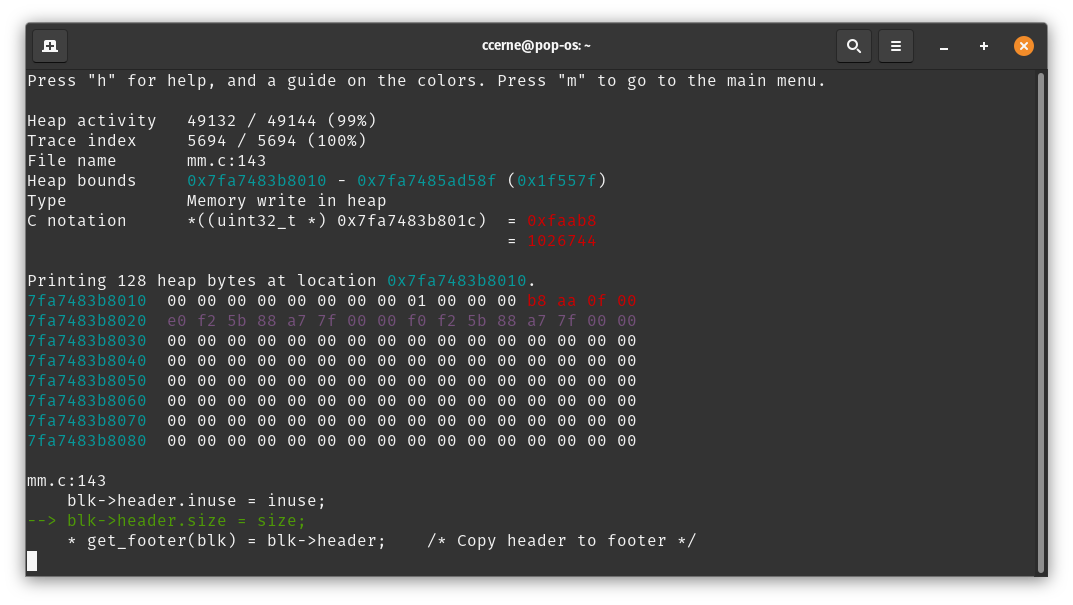 ccerne@pop-os: ~
Press "h" for help, and a guide on the colors. Press "m" to go to the main menu.
Heap activity   49132 / 49144 (99%)
Trace index     5694 / 5694 (100%)
File name       mm.c:143
Heap bounds     0x7fa7483b8010 - 0x7fa7485ad58f (0x1f557f)
Type            Memory write in heap
C notation      *((uint32_t *) 0x7fa7483b801c)  = 0xfaab8
                                                = 1026744
Printing 128 heap bytes at location 0x7fa7483b8010.
7fa7483b8010  00 00 00 00 00 00 00 00 01 00 00 00 b8 aa 0f 00
7fa7483b8020  e0 f2 5b 88 a7 7f 00 00 f0 f2 5b 88 a7 7f 00 00
7fa7483b8030  00 00 00 00 00 00 00 00 00 00 00 00 00 00 00 00
7fa7483b8040  00 00 00 00 00 00 00 00 00 00 00 00 00 00 00 00
7fa7483b8050  00 00 00 00 00 00 00 00 00 00 00 00 00 00 00 00
7fa7483b8060  00 00 00 00 00 00 00 00 00 00 00 00 00 00 00 00
7fa7483b8070  00 00 00 00 00 00 00 00 00 00 00 00 00 00 00 00
7fa7483b8080  00 00 00 00 00 00 00 00 00 00 00 00 00 00 00 00
mm.c:143
    blk->header.inuse = inuse;
--> blk->header.size = size;
    * get_footer(blk) = blk->header;    /* Copy header to footer */